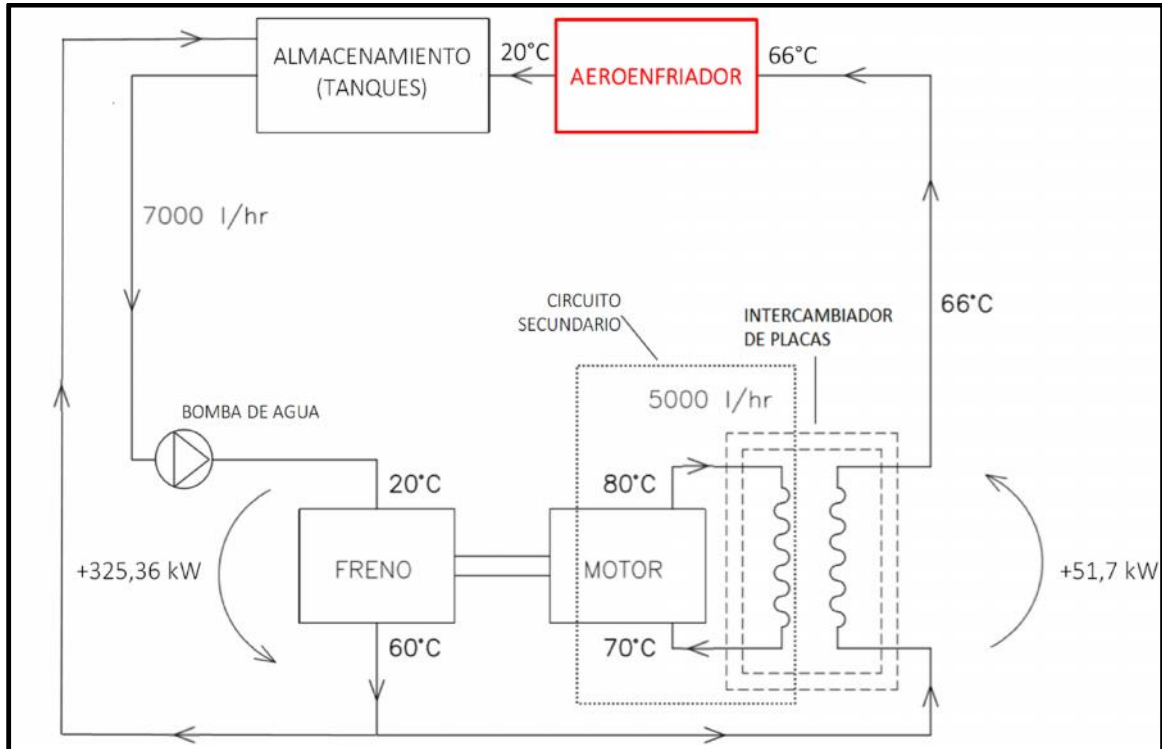 ALMACENAMIENTO
(TANQUES)
20°C
AEROENFRIADOR
66°C
7000 l/hr
CIRCUITO
SECUNDARIO
INTERCAMBIADOR
DE PLACAS
66°C
5000 l/hr
BOMBA DE AGUA
20°C
80°C
+325,36 kW
FRENO
MOTOR
+51,7 kW
60°C
70°C